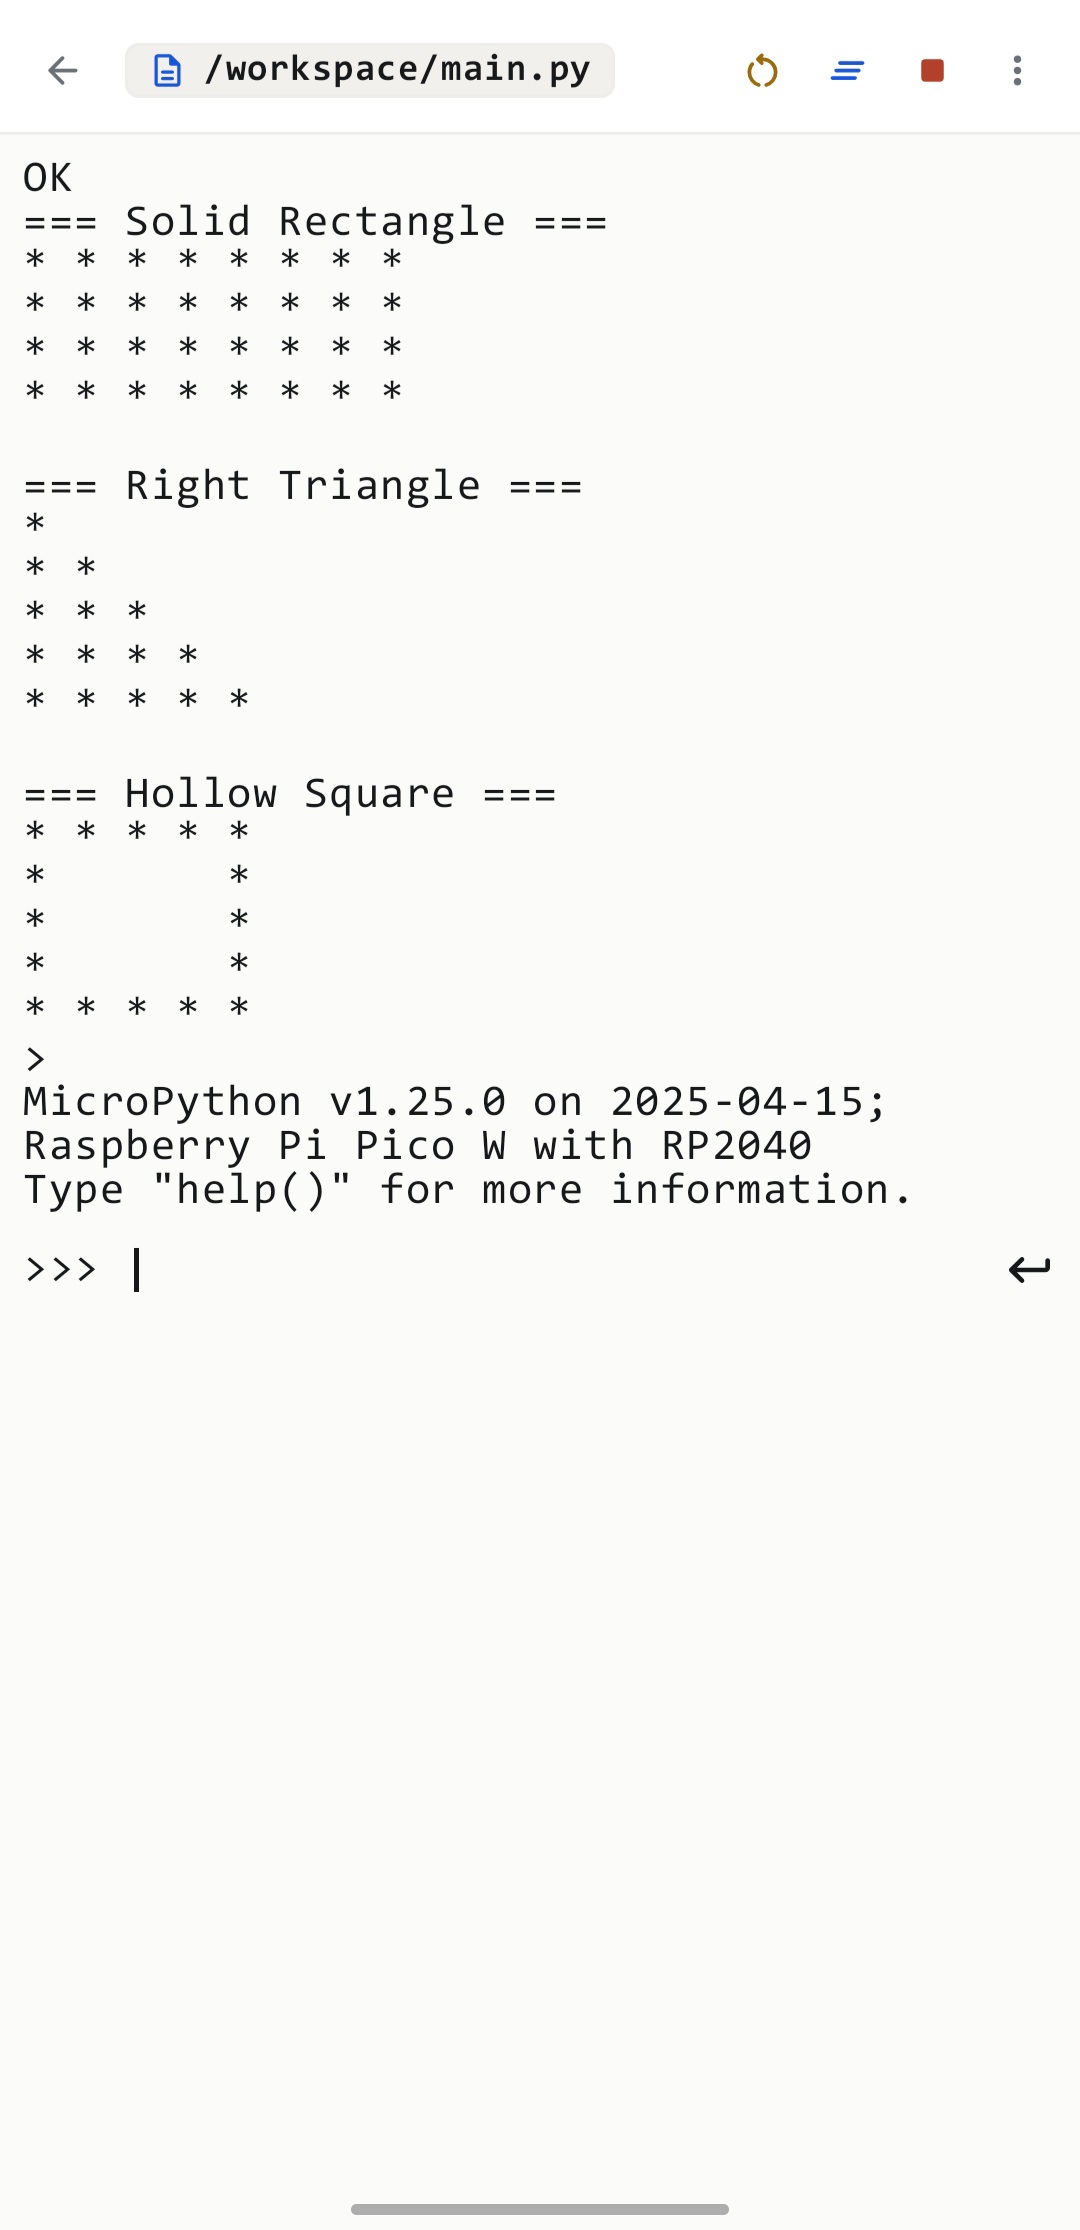 /workspace/main.py
OK
=== Solid Rectangle ===
* * * * * * * *
* * * * * * * *
* * * * * * * *
* * * * * * * *

=== Right Triangle ===
*
* *
* * *
* * * *
* * * * *

=== Hollow Square ===
* * * * *
*       *
*       *
*       *
* * * * *
>
MicroPython v1.25.0 on 2025-04-15;
Raspberry Pi Pico W with RP2040
Type "help()" for more information.
>>>